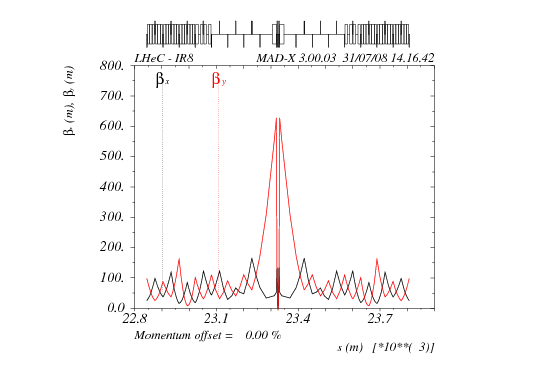 LHeC - IR8 MAD-X 3.00.03 31/07/08 14.16.42
800.
βx βy
700.
600.
500.
400.
300.
200.
100.
0.0
22.8 23.1 23.4 23.7
Momentum offset = 0.00 %
s (m) [*10**( 3)]
βx (m), βy (m)